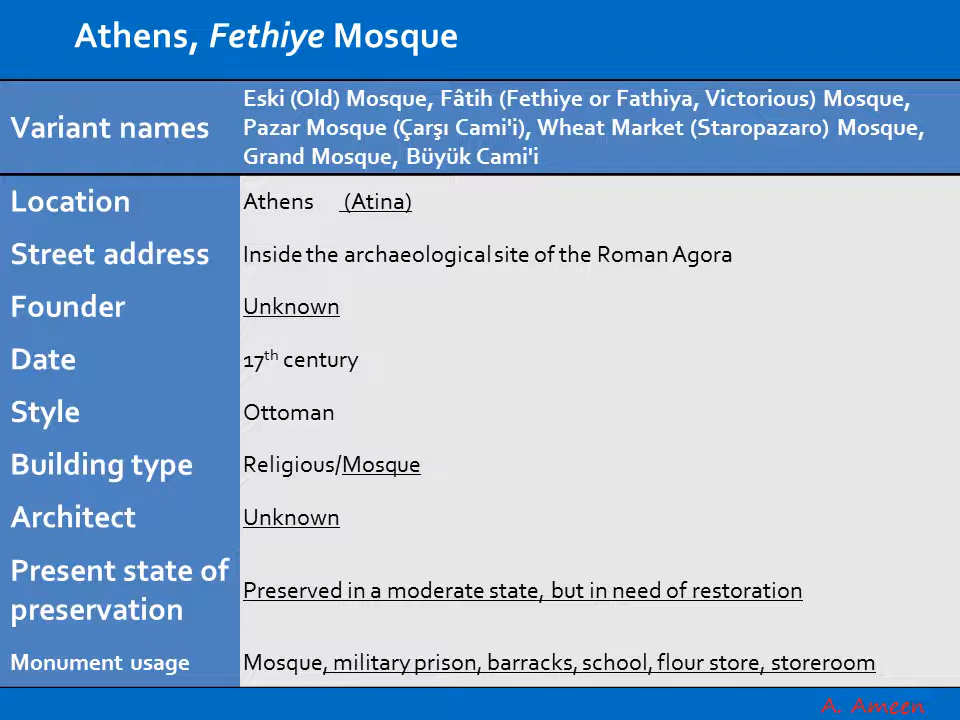 Athens, Fethiye Mosque
Variant names
Eski (Old) Mosque, Fâtih (Fethiye or Fathiya, Victorious) Mosque,
Pazar Mosque (Çarşı Cami'i), Wheat Market (Staropazaro) Mosque,
Grand Mosque, Büyük Cami'i
Location
Athens (Atina)
Street address
Inside the archaeological site of the Roman Agora
Founder
Unknown
Date
17th century
Style
Ottoman
Building type
Religious/Mosque
Architect
Unknown
Present state of
preservation
Preserved in a moderate state, but in need of restoration
Monument usage
Mosque, military prison, barracks, school, flour store, storeroom
A. Ameen